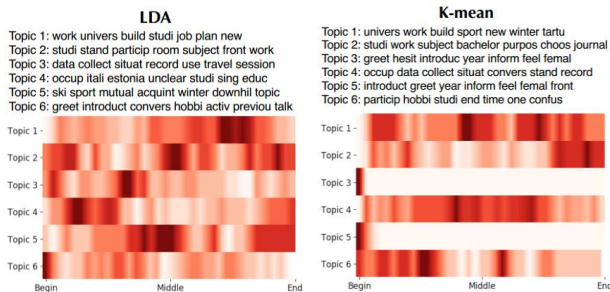 LDA
Topic 1: work univers build studi job plan new
Topic 2: studi stand particip room subject front work
Topic 3: data collect situat record use travel session
Topic 4: occup itali estonia unclear studi sing educ
Topic 5: ski sport mutual acquint winter downhil topic
Topic 6: greet introduct convers hobbi activ previou talk
Topic 1
Topic 2
Topic 3
Topic 4
Topic 5
Topic 6
Begin Middle End
K-mean
Topic 1: univers work build sport new winter tartu
Topic 2: studi work subject bachelor purpos choos journal
Topic 3: greet hesit introduc year inform feel femal
Topic 4: occup data collect situat convers stand record
Topic 5: introduct greet year inform feel femal front
Topic 6: particip hobbi studi end time one confus
Topic 1
Topic 2
Topic 3
Topic 4
Topic 5
Topic 6
Begin Middle End